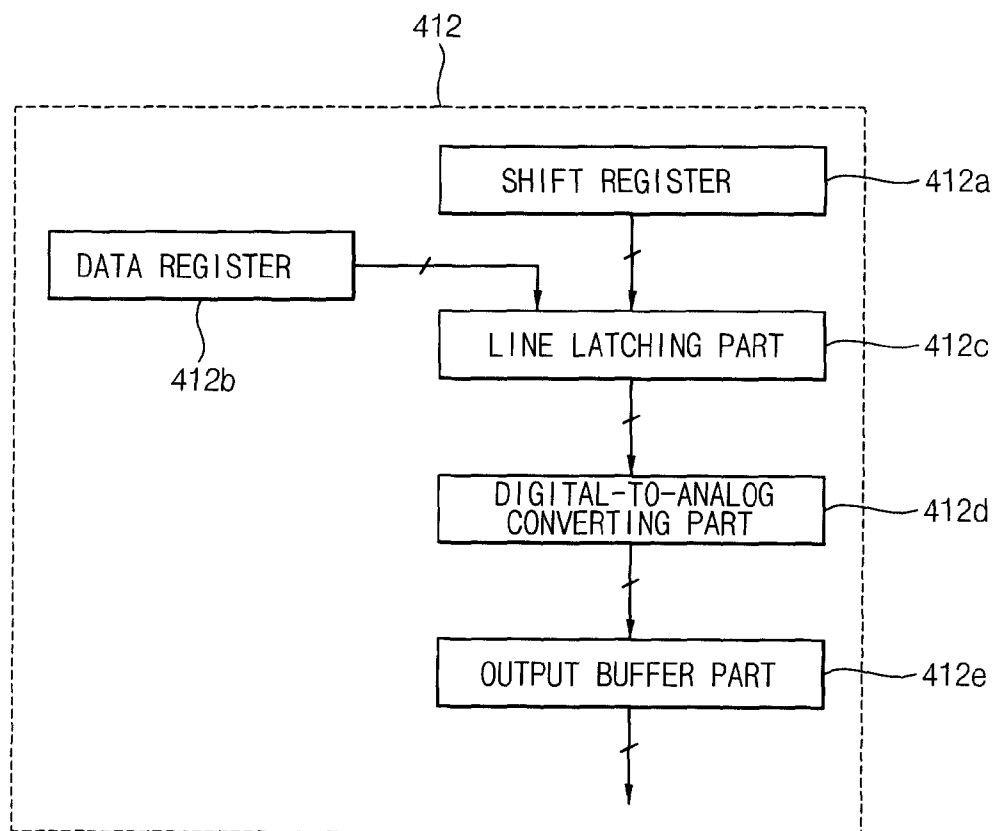 412
SHIFT REGISTER
412a
DATA REGISTER
412b
LINE LATCHING PART
412c
DIGITAL-TO-ANALOG
CONVERTING PART
412d
OUTPUT BUFFER PART
412e